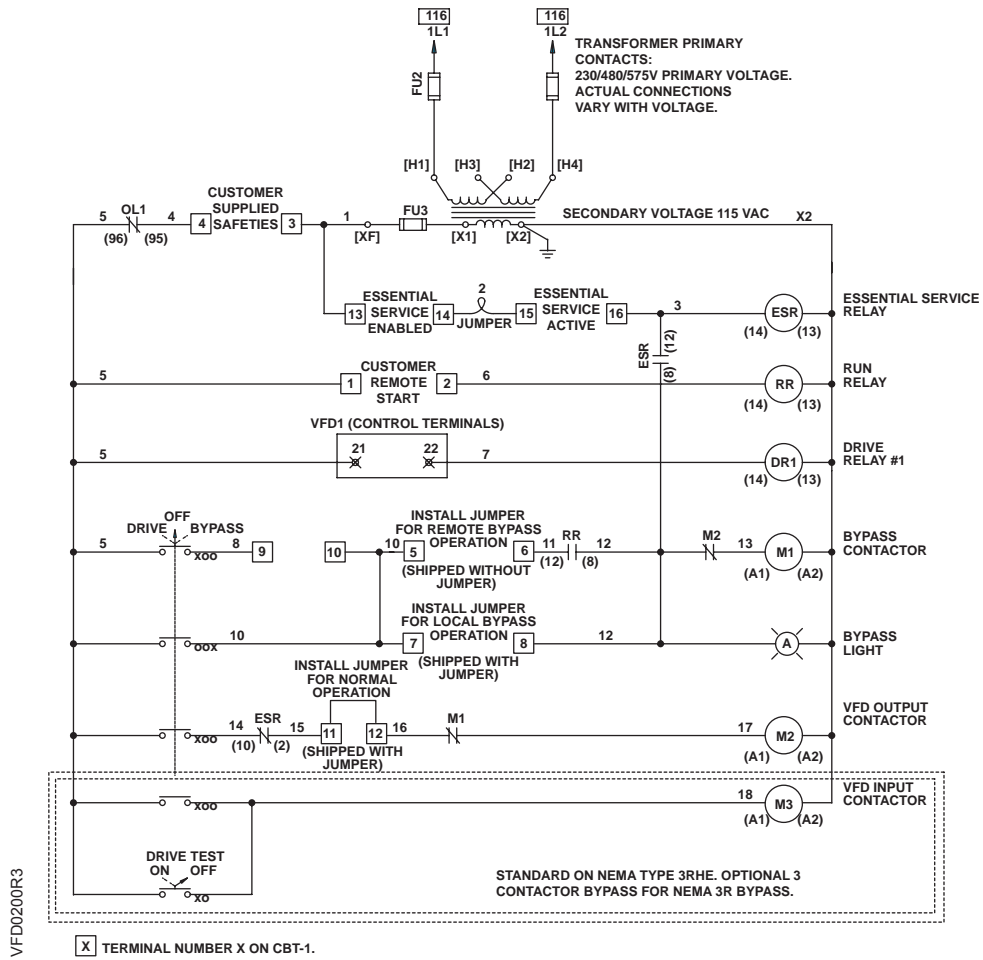 116 116
1L1 1L2
TRANSFORMER PRIMARY
CONTACTS:
230/480/575V PRIMARY VOLTAGE.
ACTUAL CONNECTIONS
VARY WITH VOLTAGE.
FU2
[H1] [H3] [H2] [H4]
CUSTOMER
SUPPLIED
SAFETIES
5 OL1 4 4 3 1 FU3 SECONDARY VOLTAGE 115 VAC X2
(96) (95) [XF] [X1] [X2]
2
ESSENTIAL
SERVICE
ENABLED
13 14 JUMPER 15 16 3
ESSENTIAL
SERVICE
ACTIVE
ESR
(14) (13)
ESSENTIAL SERVICE
RELAY
ESR
(12)
(8)
5 1 2 6
CUSTOMER
REMOTE
START
RR
(14) (13)
RUN
RELAY
VFD1 (CONTROL TERMINALS)
5 21 22 7
DR1
(14) (13)
DRIVE
RELAY #1
OFF
DRIVE BYPASS
5 xoo 8 9 10 10 5 6 11 RR 12 M2 13 M1
INSTALL JUMPER
FOR REMOTE BYPASS
OPERATION
(SHIPPED WITHOUT
JUMPER)
(12) (8) (A1) (A2)
BYPASS
CONTACTOR
oox 10 7 8 12 A
INSTALL JUMPER
FOR LOCAL BYPASS
OPERATION
(SHIPPED WITH
JUMPER)
BYPASS
LIGHT
INSTALL JUMPER
FOR NORMAL
OPERATION
xoo 14 ESR 15 11 12 16 M1 17 M2
(10) (2) (A1) (A2)
(SHIPPED WITH
JUMPER)
VFD OUTPUT
CONTACTOR
xoo 18 M3
(A1) (A2)
VFD INPUT
CONTACTOR
DRIVE TEST
ON OFF
xo
STANDARD ON NEMA TYPE 3RHE. OPTIONAL 3
CONTACTOR BYPASS FOR NEMA 3R BYPASS.
VFD0200R3
X TERMINAL NUMBER X ON CBT-1.